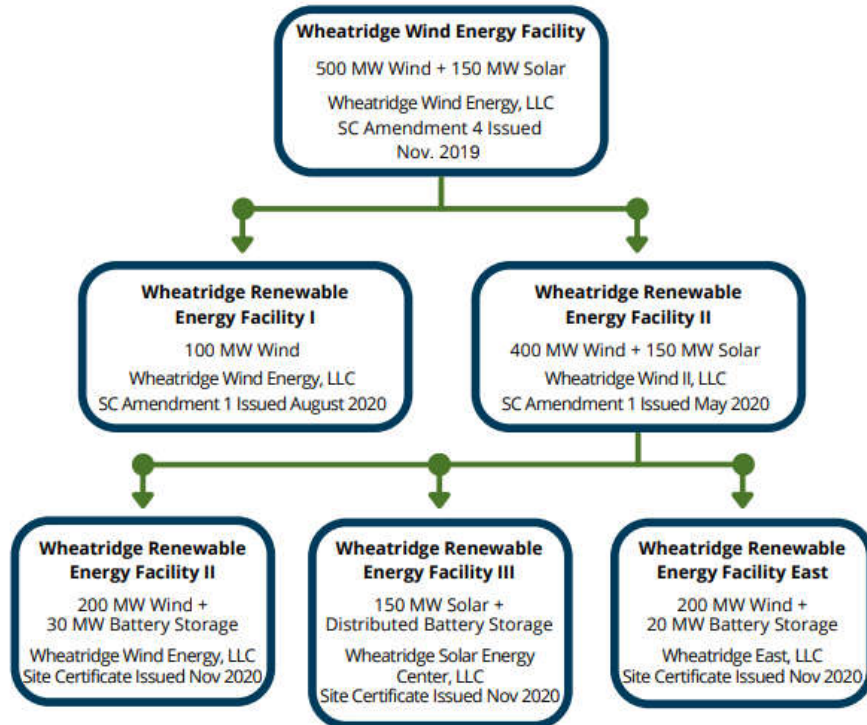 Wheatridge Wind Energy Facility
500 MW Wind + 150 MW Solar
Wheatridge Wind Energy, LLC
SC Amendment 4 Issued
Nov. 2019
Wheatridge Renewable
Energy Facility I
100 MW Wind
Wheatridge Wind Energy, LLC
SC Amendment 1 Issued August 2020
Wheatridge Renewable
Energy Facility II
400 MW Wind + 150 MW Solar
Wheatridge Wind II, LLC
SC Amendment 1 Issued May 2020
Wheatridge Renewable
Energy Facility II
200 MW Wind +
30 MW Battery Storage
Wheatridge Wind Energy, LLC
Site Certificate Issued Nov 2020
Wheatridge Renewable
Energy Facility III
150 MW Solar +
Distributed Battery Storage
Wheatridge Solar Energy
Center, LLC
Site Certificate Issued Nov 2020
Wheatridge Renewable
Energy Facility East
200 MW Wind +
20 MW Battery Storage
Wheatridge East, LLC
Site Certificate Issued Nov 2020